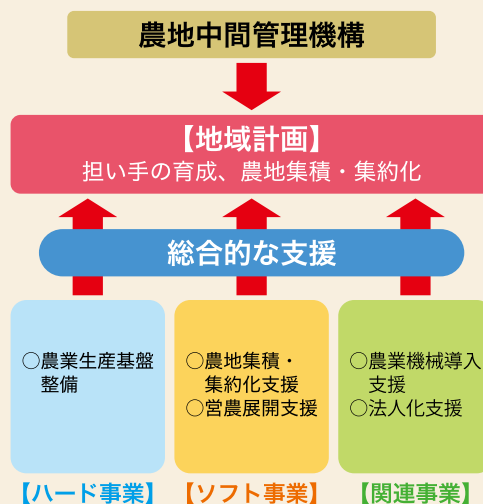 農地中間管理機構
【地域計画】
担い手の育成、農地集積・集約化
総合的な支援
○農業生産基盤
整備
○農地集積・
集約化支援
○営農展開支援
○農業機械導入
支援
○法人化支援
【ハード事業】
【ソフト事業】
【関連事業】